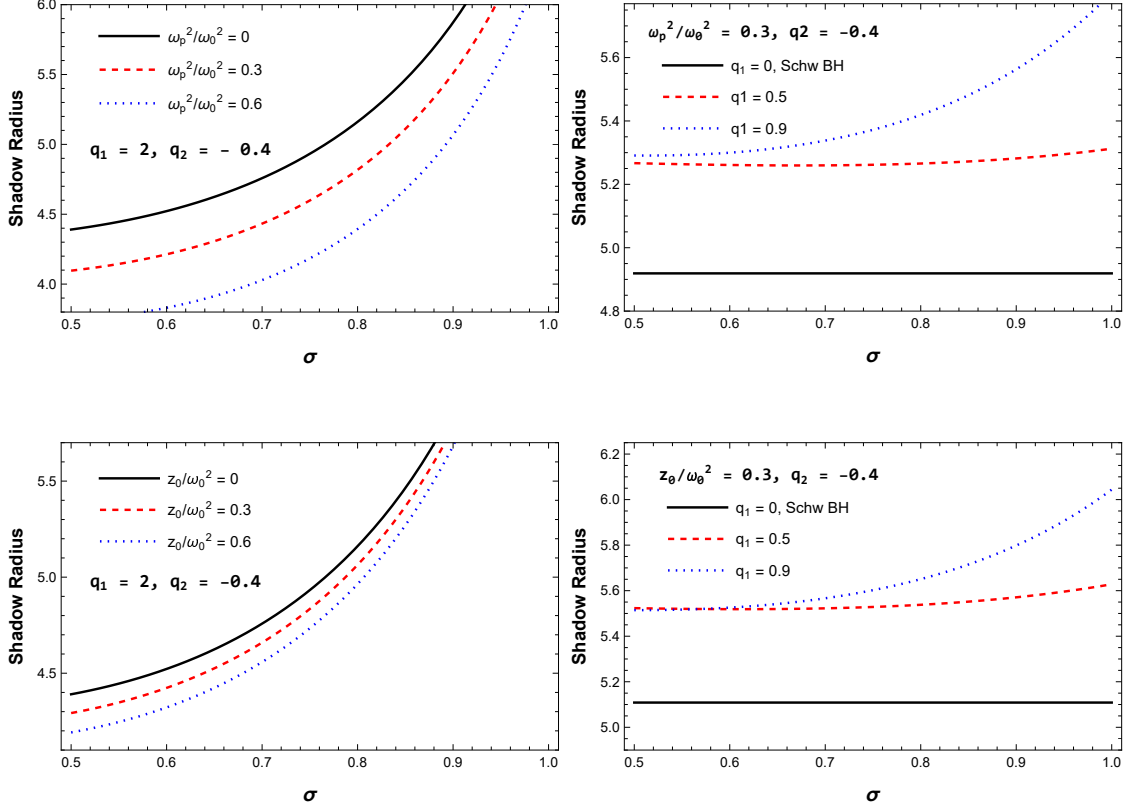 Shadow Radius
6.0
5.5
5.0
4.5
4.0
ωp²/ω0² = 0
ωp²/ω0² = 0.3
ωp²/ω0² = 0.6
q₁ = 2, q₂ = - 0.4
0.5 0.6 0.7 0.8 0.9 1.0
σ
Shadow Radius
5.6
5.4
5.2
5.0
4.8
ωp²/ω0² = 0.3, q2 = -0.4
q₁ = 0, Schw BH
q1 = 0.5
q1 = 0.9
0.5 0.6 0.7 0.8 0.9 1.0
σ
Shadow Radius
5.5
5.0
4.5
z₀/ω0² = 0
z₀/ω0² = 0.3
z₀/ω0² = 0.6
q₁ = 2, q₂ = -0.4
0.5 0.6 0.7 0.8 0.9 1.0
σ
Shadow Radius
6.2
6.0
5.8
5.6
5.4
5.2
5.0
z₀/ω0² = 0.3, q₂ = -0.4
q₁ = 0, Schw BH
q₁ = 0.5
q₁ = 0.9
0.5 0.6 0.7 0.8 0.9 1.0
σ